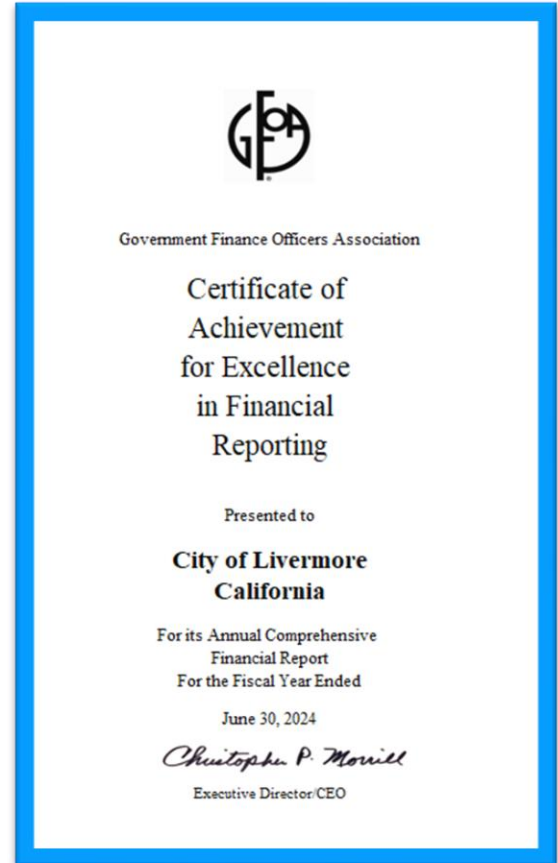 GFOA
Government Finance Officers Association
Certificate of
Achievement
for Excellence
in Financial
Reporting
Presented to
City of Livermore
California
For its Annual Comprehensive
Financial Report
For the Fiscal Year Ended
June 30, 2024
Christopher P. Morrill
Executive Director/CEO